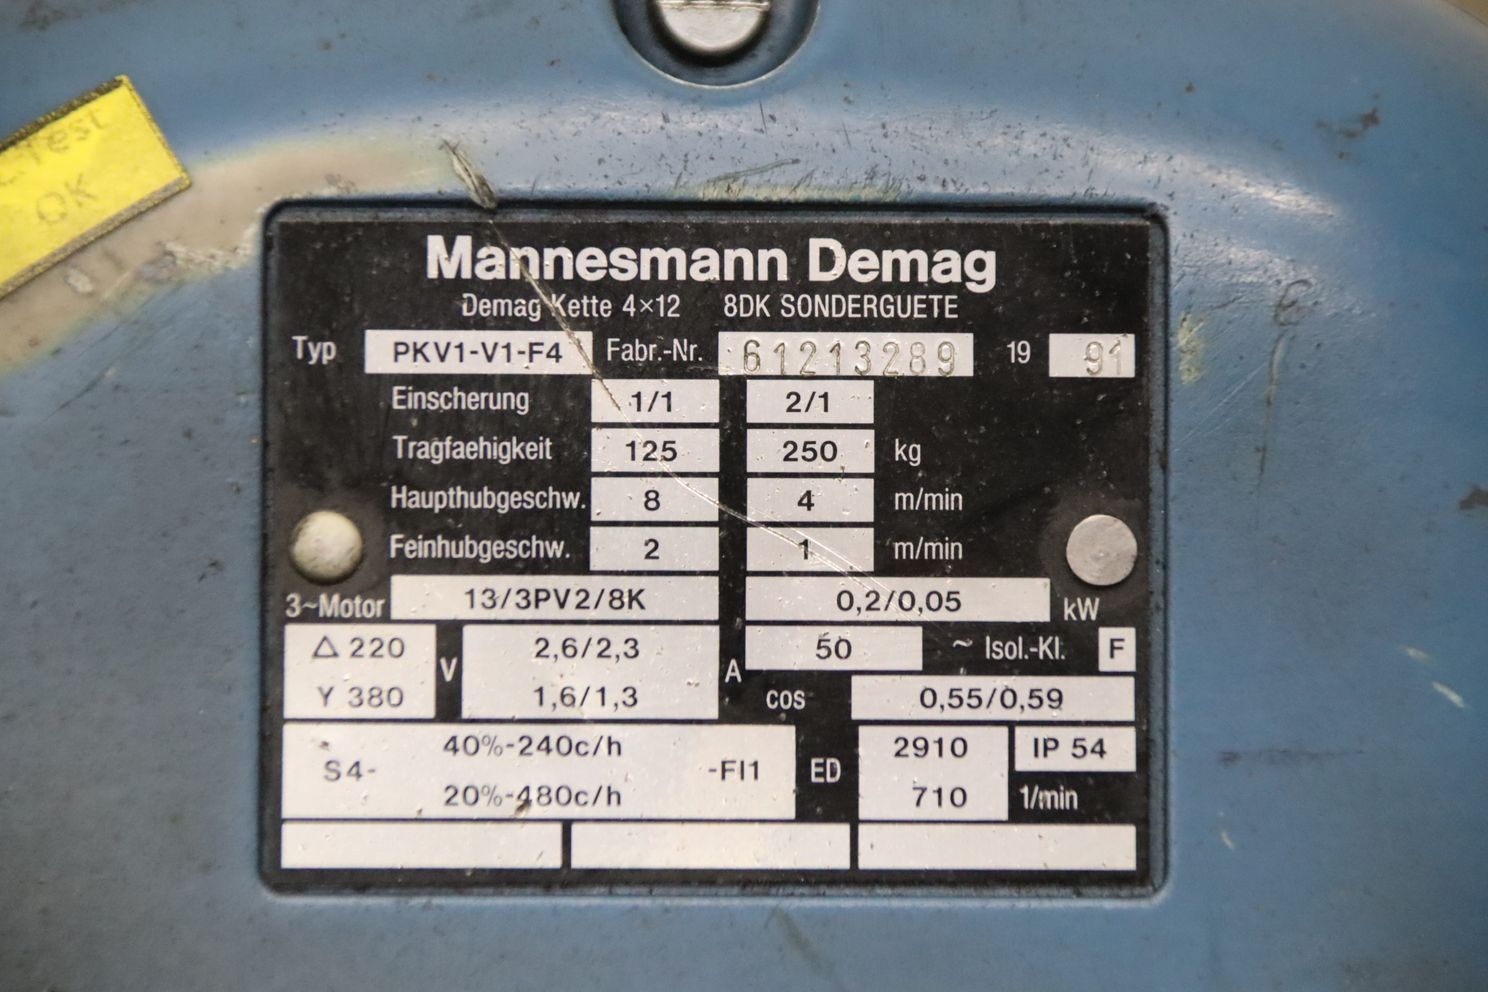 Test
OK
Mannesmann Demag
Demag Kette 4×12 8DK SONDERGUETE
Typ PKV1-V1-F4 Fabr.-Nr. 61213289 19 91
Einscherung 1/1 2/1
Tragfaehigkeit 125 250 kg
Haupthubgeschw. 8 4 m/min
Feinhubgeschw. 2 1 m/min
3~Motor 13/3PV2/8K 0,2/0,05 kW
△ 220 V 2,6/2,3 A 50 ~ Isol.-Kl. F
Y 380 1,6/1,3 cos 0,55/0,59
S4- 40%-240c/h -FI1 ED 2910 IP 54
20%-480c/h 710 1/min